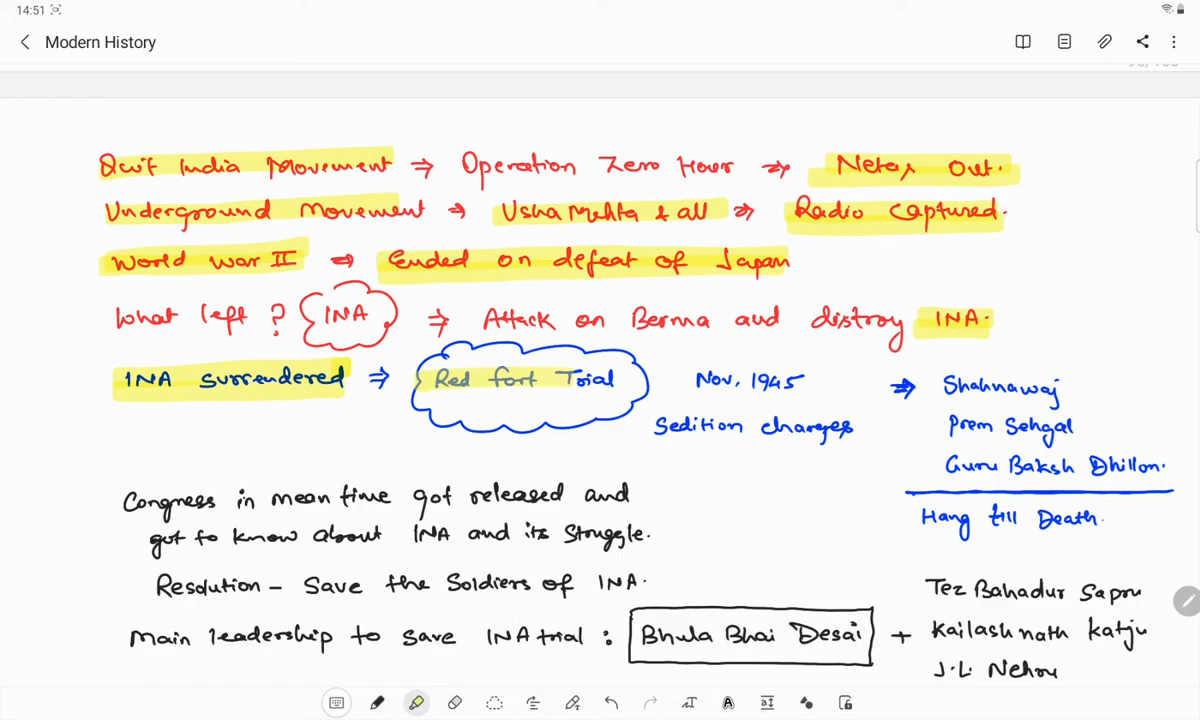 14:51
Modern History
Quit India Movement ⇒ Operation Zero Hour ⇒ Netas Out.
Underground Movement ⇒ Usha Mehta & all ⇒ Radio Captured.
World War II ⇒ Ended on defeat of Japan
What left ? INA ⇒ Attack on Berma and distroy INA.
INA Surrendered ⇒ Red fort Trial Nov, 1945 ⇒ Shahnawaj
Sedition charges Prem Sehgal
Guru Baksh Dhillon.
Hang till Death.
Congress in mean time got released and
got to know about INA and its Struggle.
Resolution - Save the Soldiers of INA.
Tez Bahadur Sapru
Main leadership to save INA trial : Bhula Bhai Desai + Kailash nath Katju
J.L. Nehru